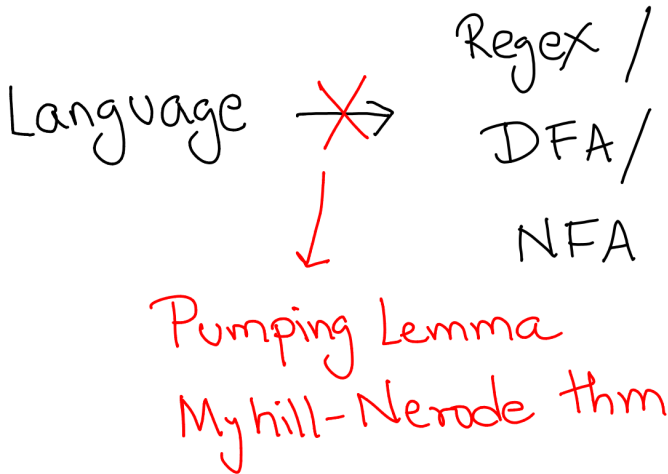 Regex /
Language
DFA /
NFA
Pumping Lemma
Myhill-Nerode thm